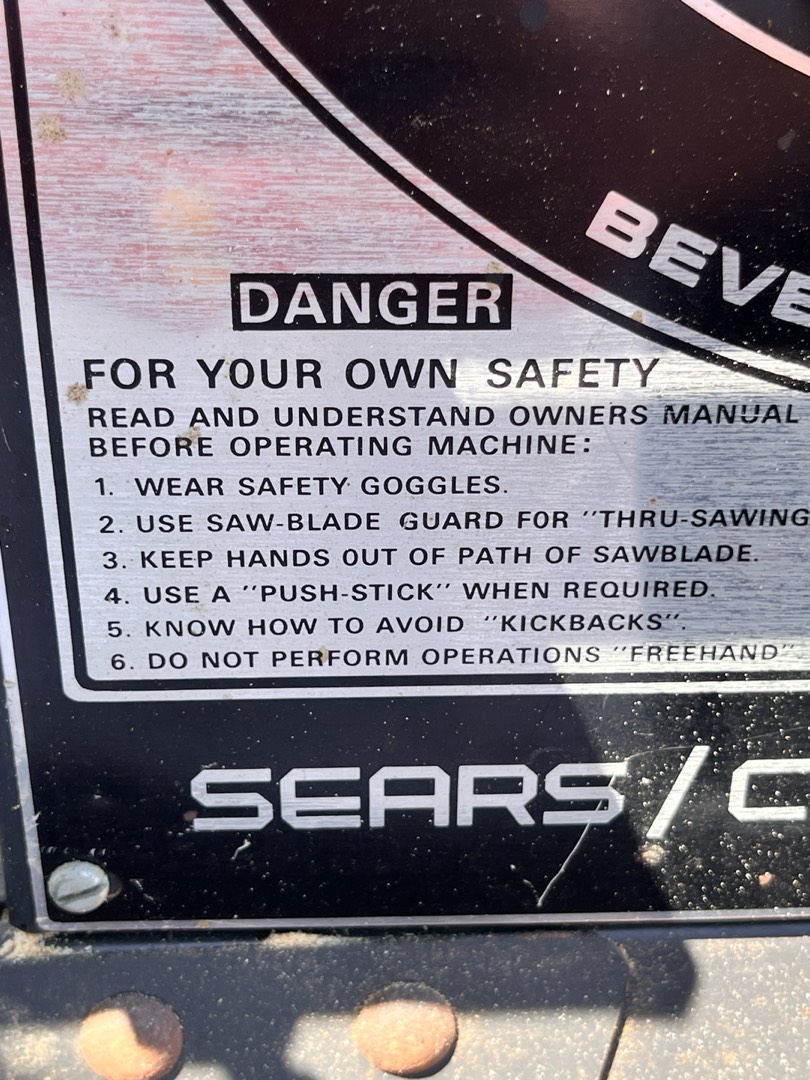 BEVE
DANGER
FOR YOUR OWN SAFETY
READ AND UNDERSTAND OWNERS MANUAL
BEFORE OPERATING MACHINE:
1. WEAR SAFETY GOGGLES.
2. USE SAW-BLADE GUARD FOR "THRU-SAWING
3. KEEP HANDS OUT OF PATH OF SAWBLADE.
4. USE A "PUSH-STICK" WHEN REQUIRED.
5. KNOW HOW TO AVOID "KICKBACKS".
6. DO NOT PERFORM OPERATIONS "FREEHAND".
SEARS/C